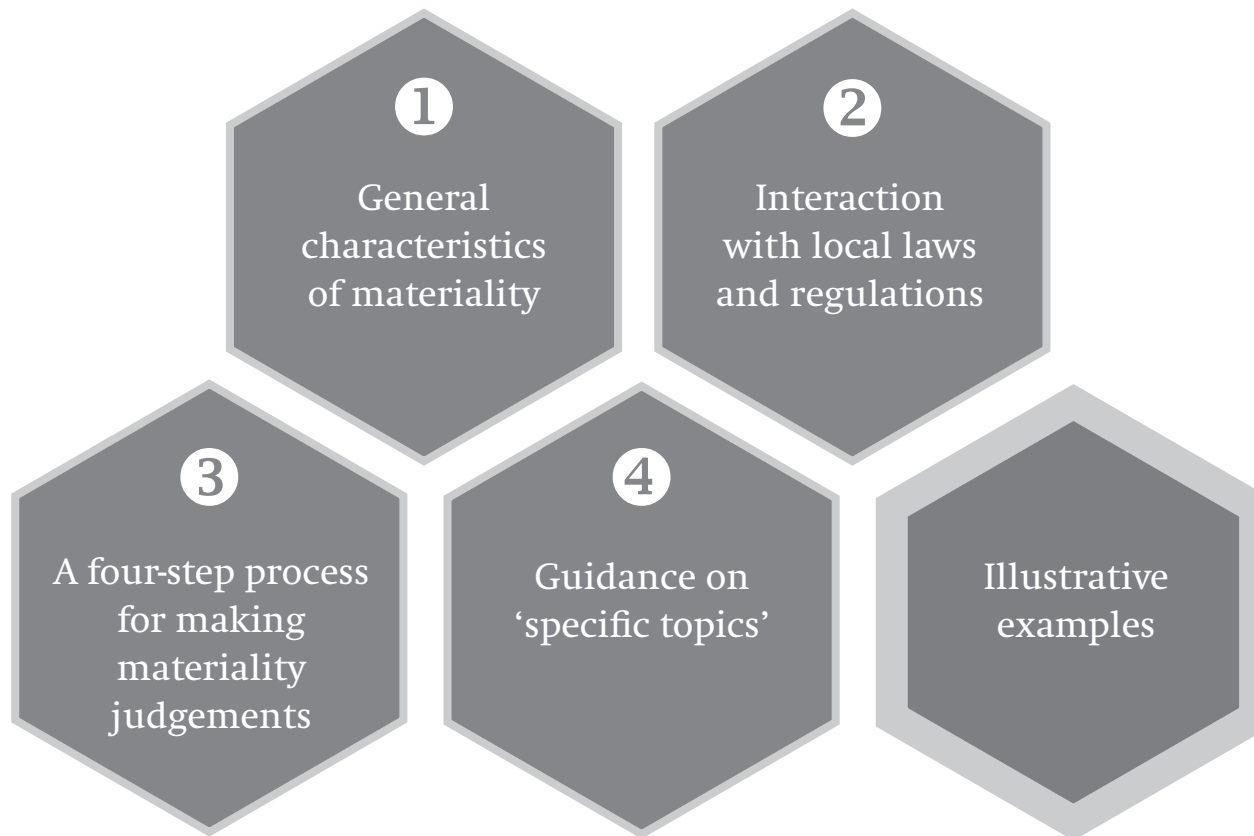 1
General
characteristics
of materiality
2
Interaction
with local laws
and regulations
3
A four-step process
for making
materiality
judgements
4
Guidance on
‘specific topics’
Illustrative
examples